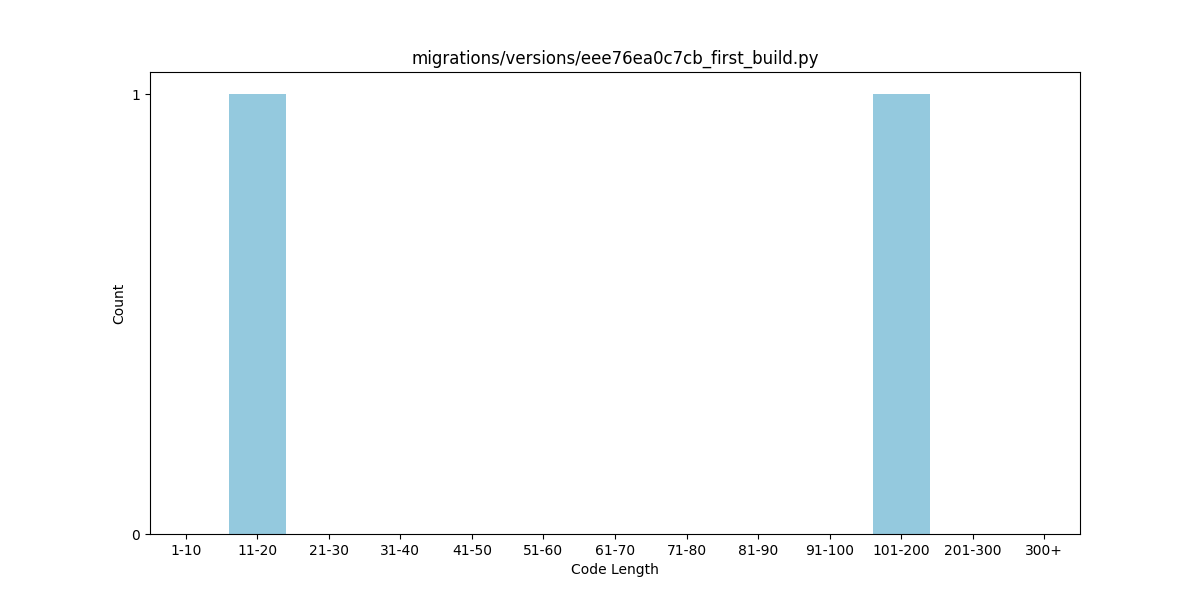 migrations/versions/eee76ea0c7cb_first_build.py
1
Count
0
1-10 11-20 21-30 31-40 41-50 51-60 61-70 71-80 81-90 91-100 101-200 201-300 300+
Code Length